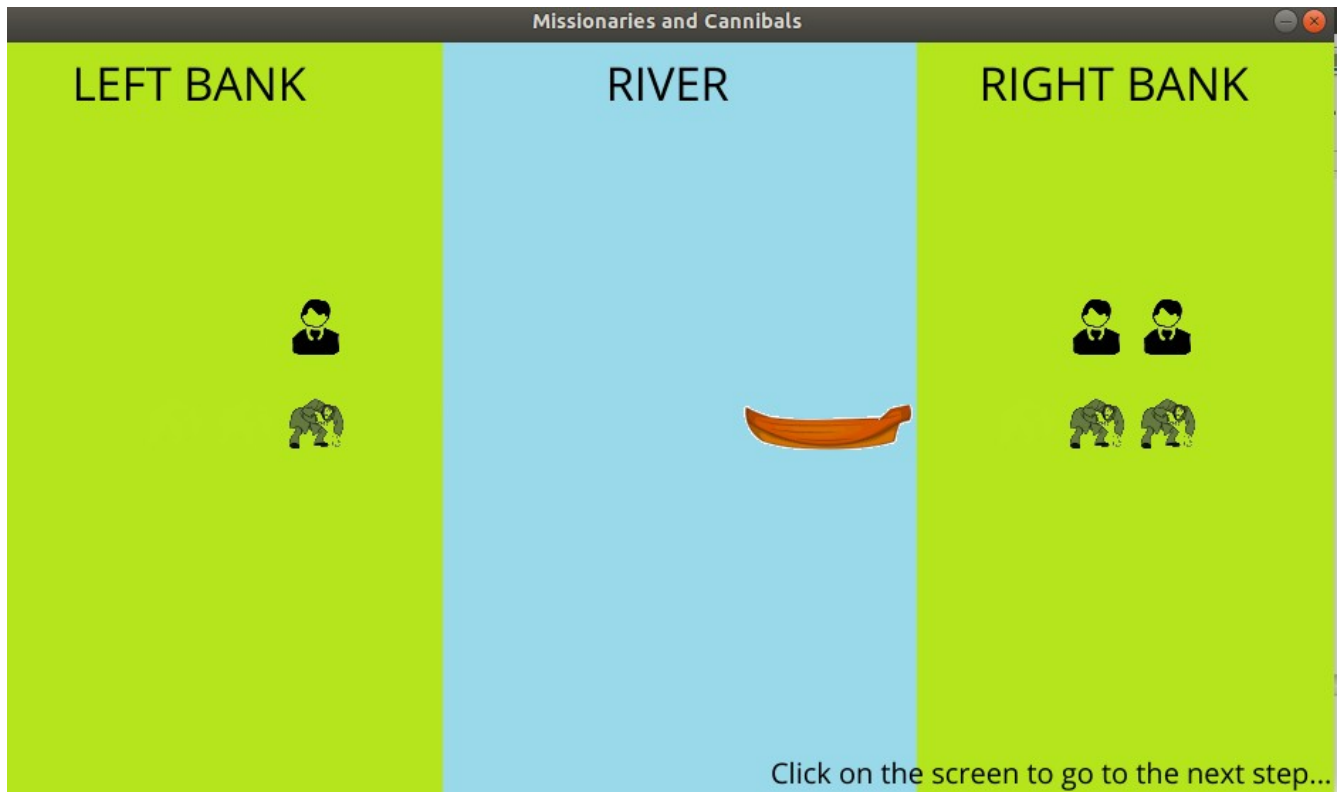 Missionaries and Cannibals
LEFT BANK
RIVER
RIGHT BANK
Click on the screen to go to the next step...